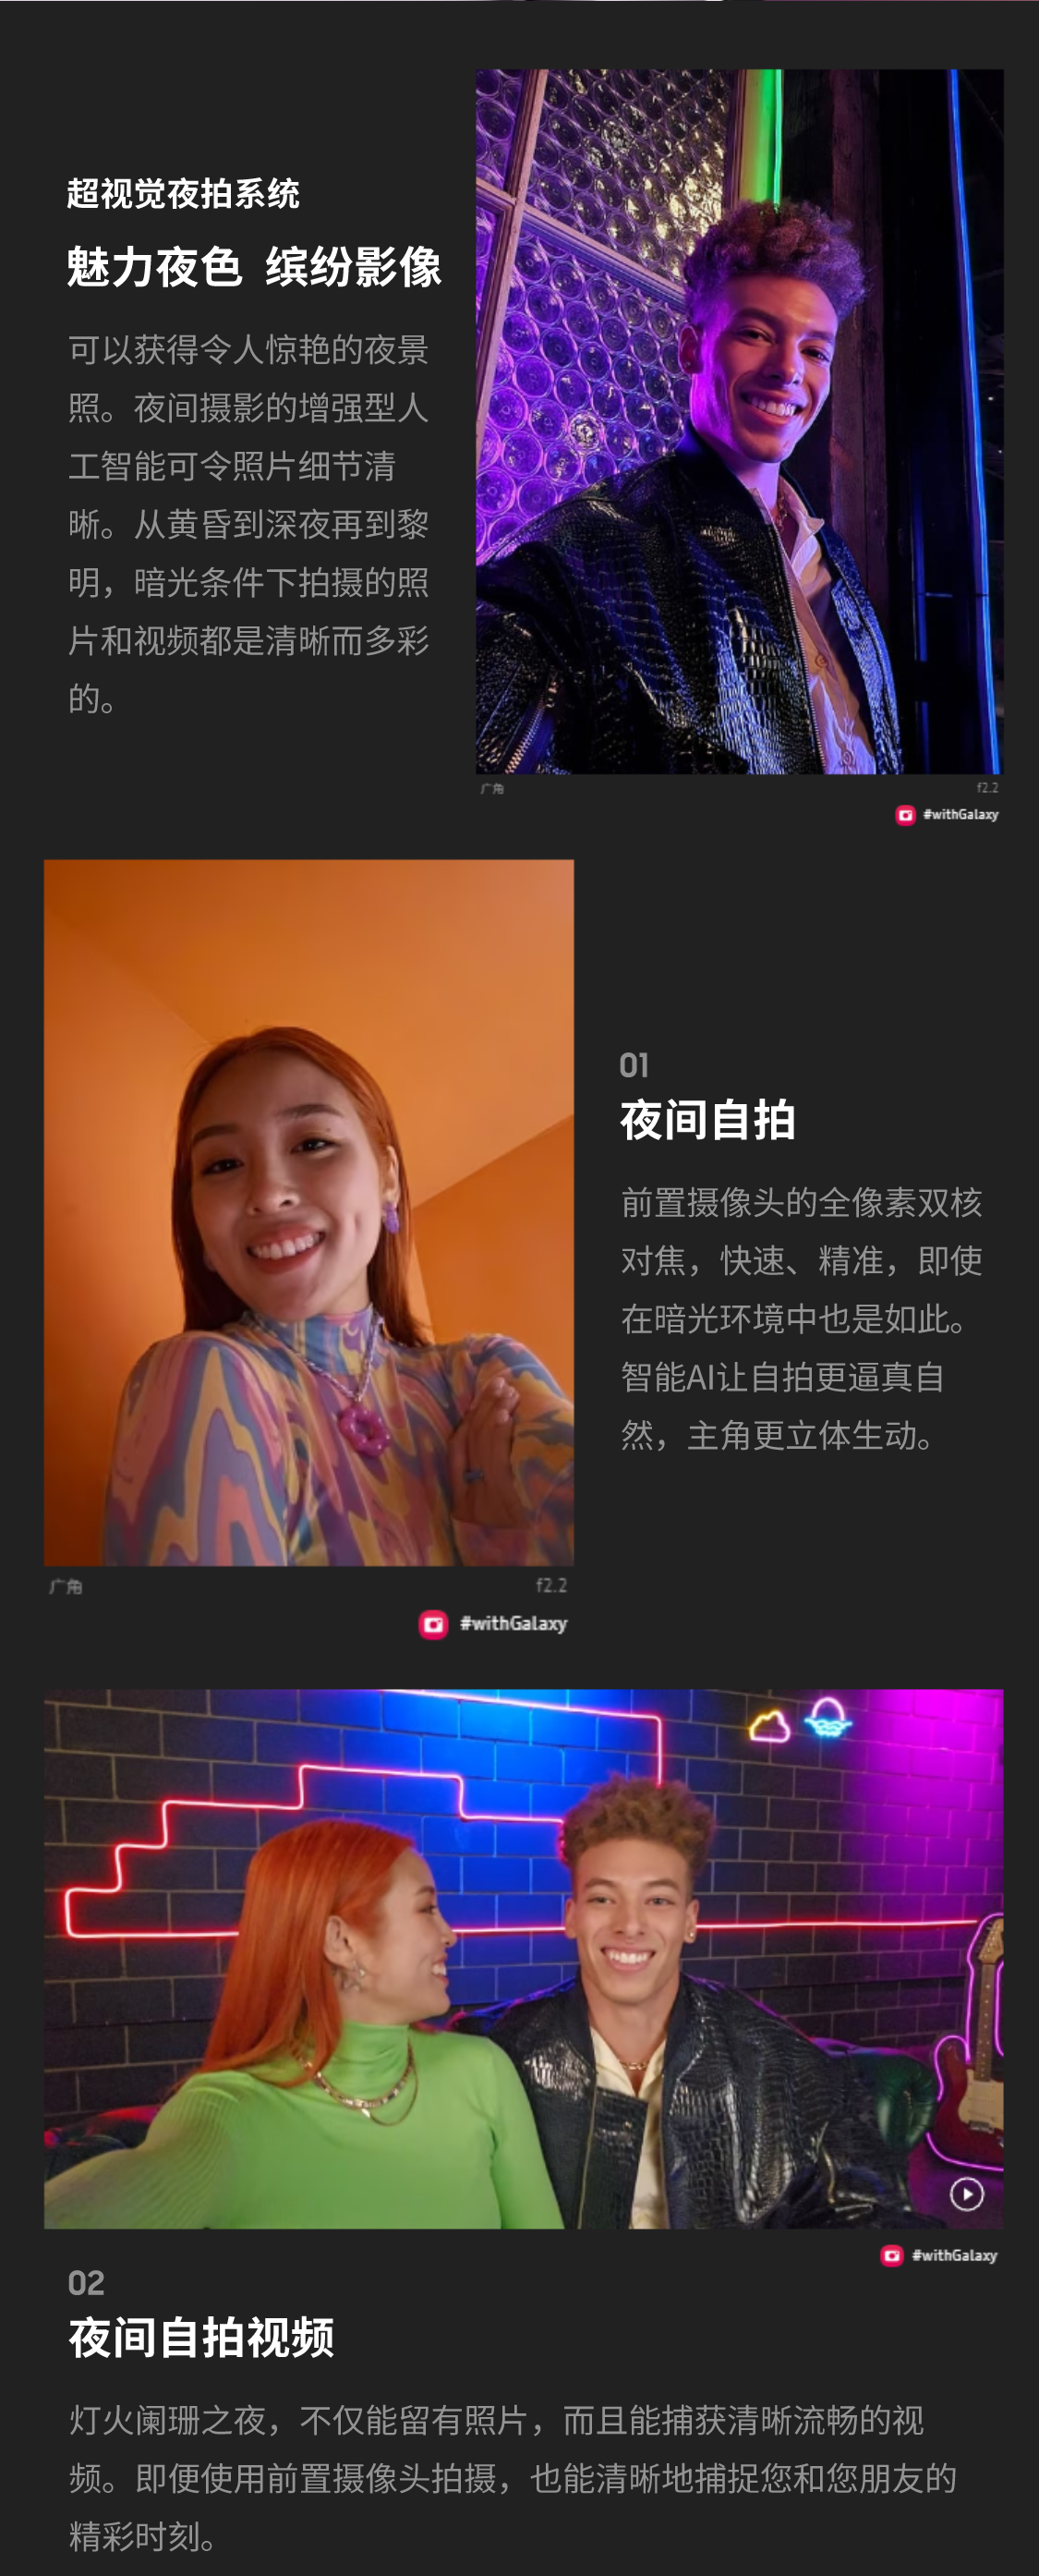 超视觉夜拍系统
魅力夜色 缤纷影像
可以获得令人惊艳的夜景
照。夜间摄影的增强型人
工智能可令照片细节清
晰。从黄昏到深夜再到黎
明，暗光条件下拍摄的照
片和视频都是清晰而多彩
的。
广角 f2.2
#withGalaxy
01
夜间自拍
前置摄像头的全像素双核
对焦，快速、精准，即使
在暗光环境中也是如此。
智能AI让自拍更逼真自
然，主角更立体生动。
广角 f2.2
#withGalaxy
#withGalaxy
02
夜间自拍视频
灯火阑珊之夜，不仅能留有照片，而且能捕获清晰流畅的视
频。即便使用前置摄像头拍摄，也能清晰地捕捉您和您朋友的
精彩时刻。